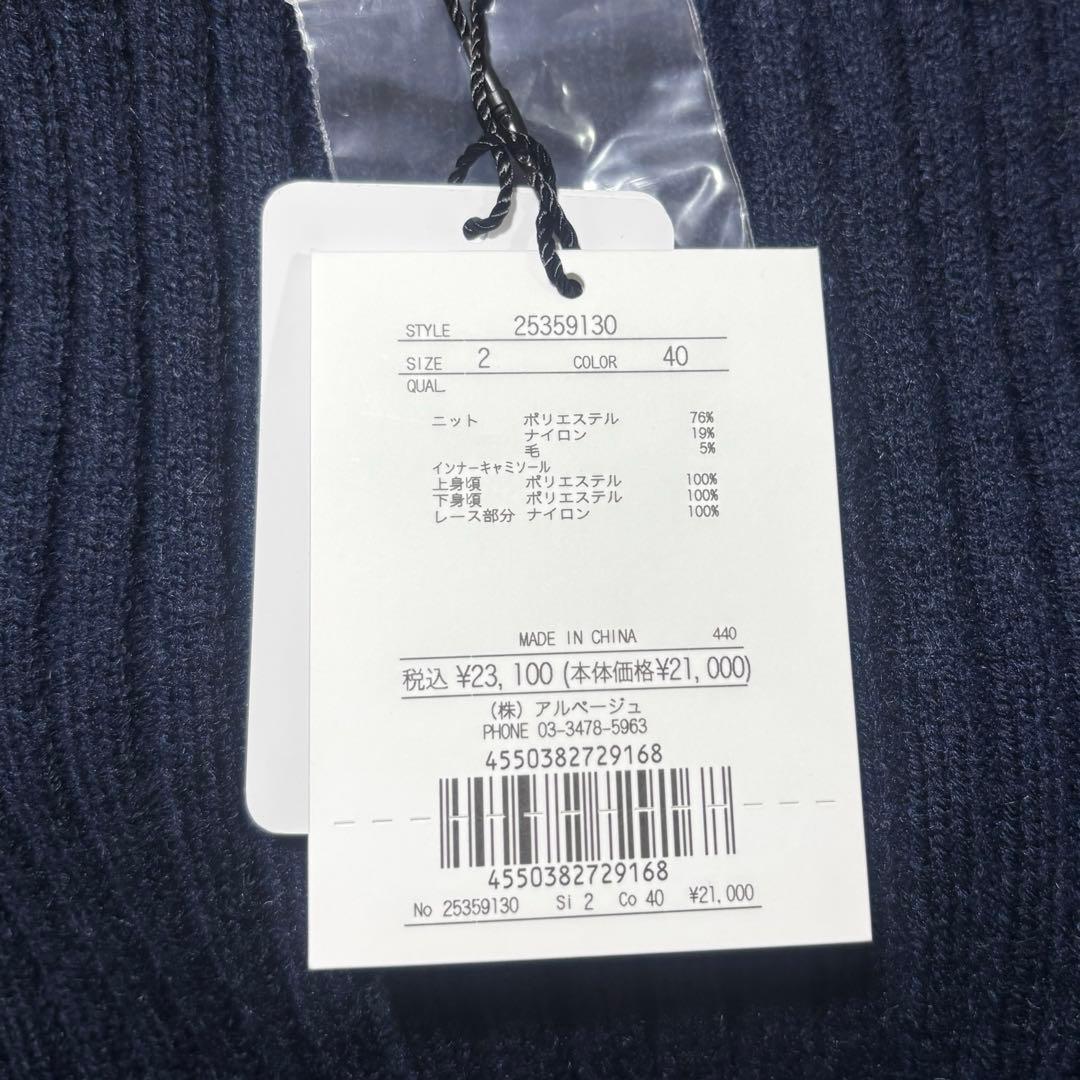 STYLE 25359130
SIZE 2 COLOR 40
QUAL.
ニット ポリエステル 76%
ナイロン 19%
毛 5%
インナーキャミソール
上身頃 ポリエステル 100%
下身頃 ポリエステル 100%
レース部分 ナイロン 100%
MADE IN CHINA 440
税込 ¥23,100 (本体価格¥21,000)
(株) アルページュ
PHONE 03-3478-5963
4550382729168
4550382729168
No 25359130 Si 2 Co 40 ¥21,000